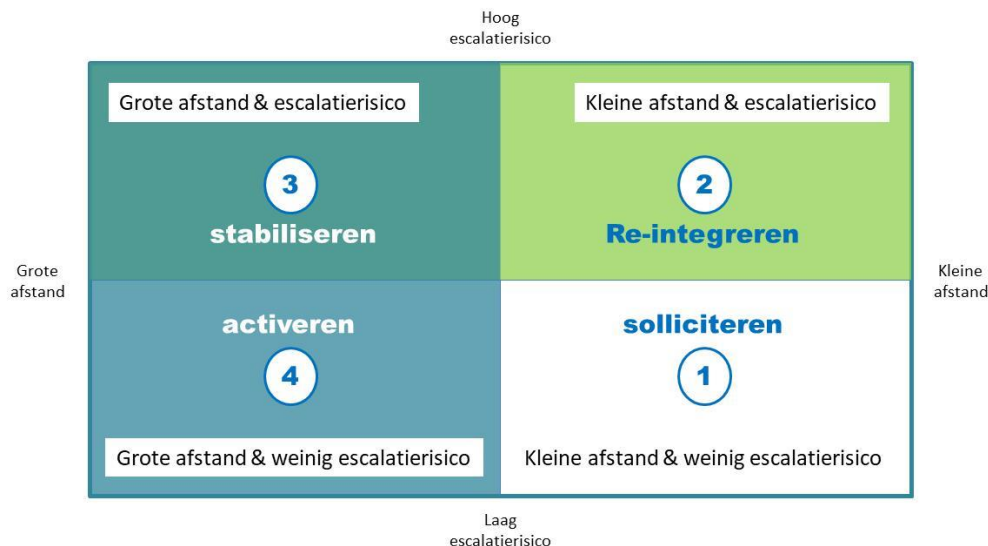 Hoog
escalatierisico
Grote afstand & escalatierisico
Kleine afstand & escalatierisico
3
2
stabiliseren
Re-integreren
Grote
afstand
Kleine
afstand
activeren
solliciteren
4
1
Grote afstand & weinig escalatierisico
Kleine afstand & weinig escalatierisico
Laag
escalatierisico